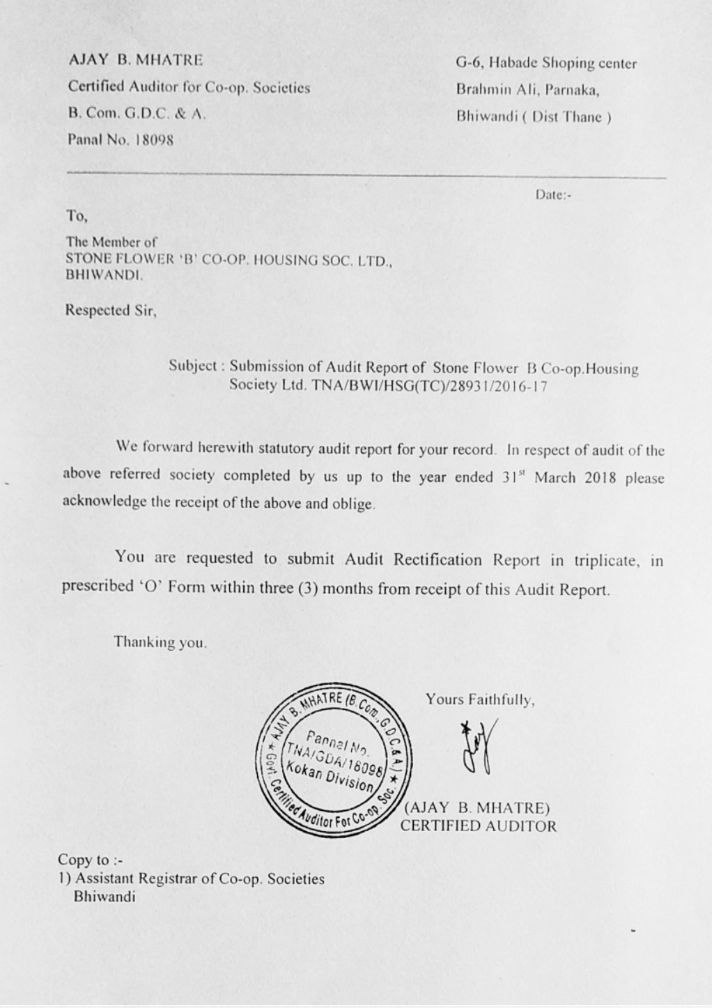 AJAY B. MHATRE
Certified Auditor for Co-op. Societies
B. Com. G.D.C. & A.
Panal No. 18098
G-6, Habade Shoping center
Brahmin Ali, Parnaka,
Bhiwandi ( Dist Thane )
Date:-
To,
The Member of
STONE FLOWER 'B' CO-OP. HOUSING SOC. LTD.,
BHIWANDI.
Respected Sir,
Subject : Submission of Audit Report of Stone Flower B Co-op.Housing
Society Ltd. TNA/BWI/HSG(TC)/28931/2016-17
We forward herewith statutory audit report for your record. In respect of audit of the
above referred society completed by us up to the year ended 31st March 2018 please
acknowledge the receipt of the above and oblige.
You are requested to submit Audit Rectification Report in triplicate, in
prescribed 'O' Form within three (3) months from receipt of this Audit Report.
Thanking you.
Yours Faithfully,
★ AJAY B. MHATRE (B.Com.,G.D.C.& A.) ★
Govt. Certified Auditor For Co-op. Soc.
Pannel No.
TNA/GDA/18098
Kokan Division
(AJAY B. MHATRE)
CERTIFIED AUDITOR
Copy to :-
1) Assistant Registrar of Co-op. Societies
Bhiwandi